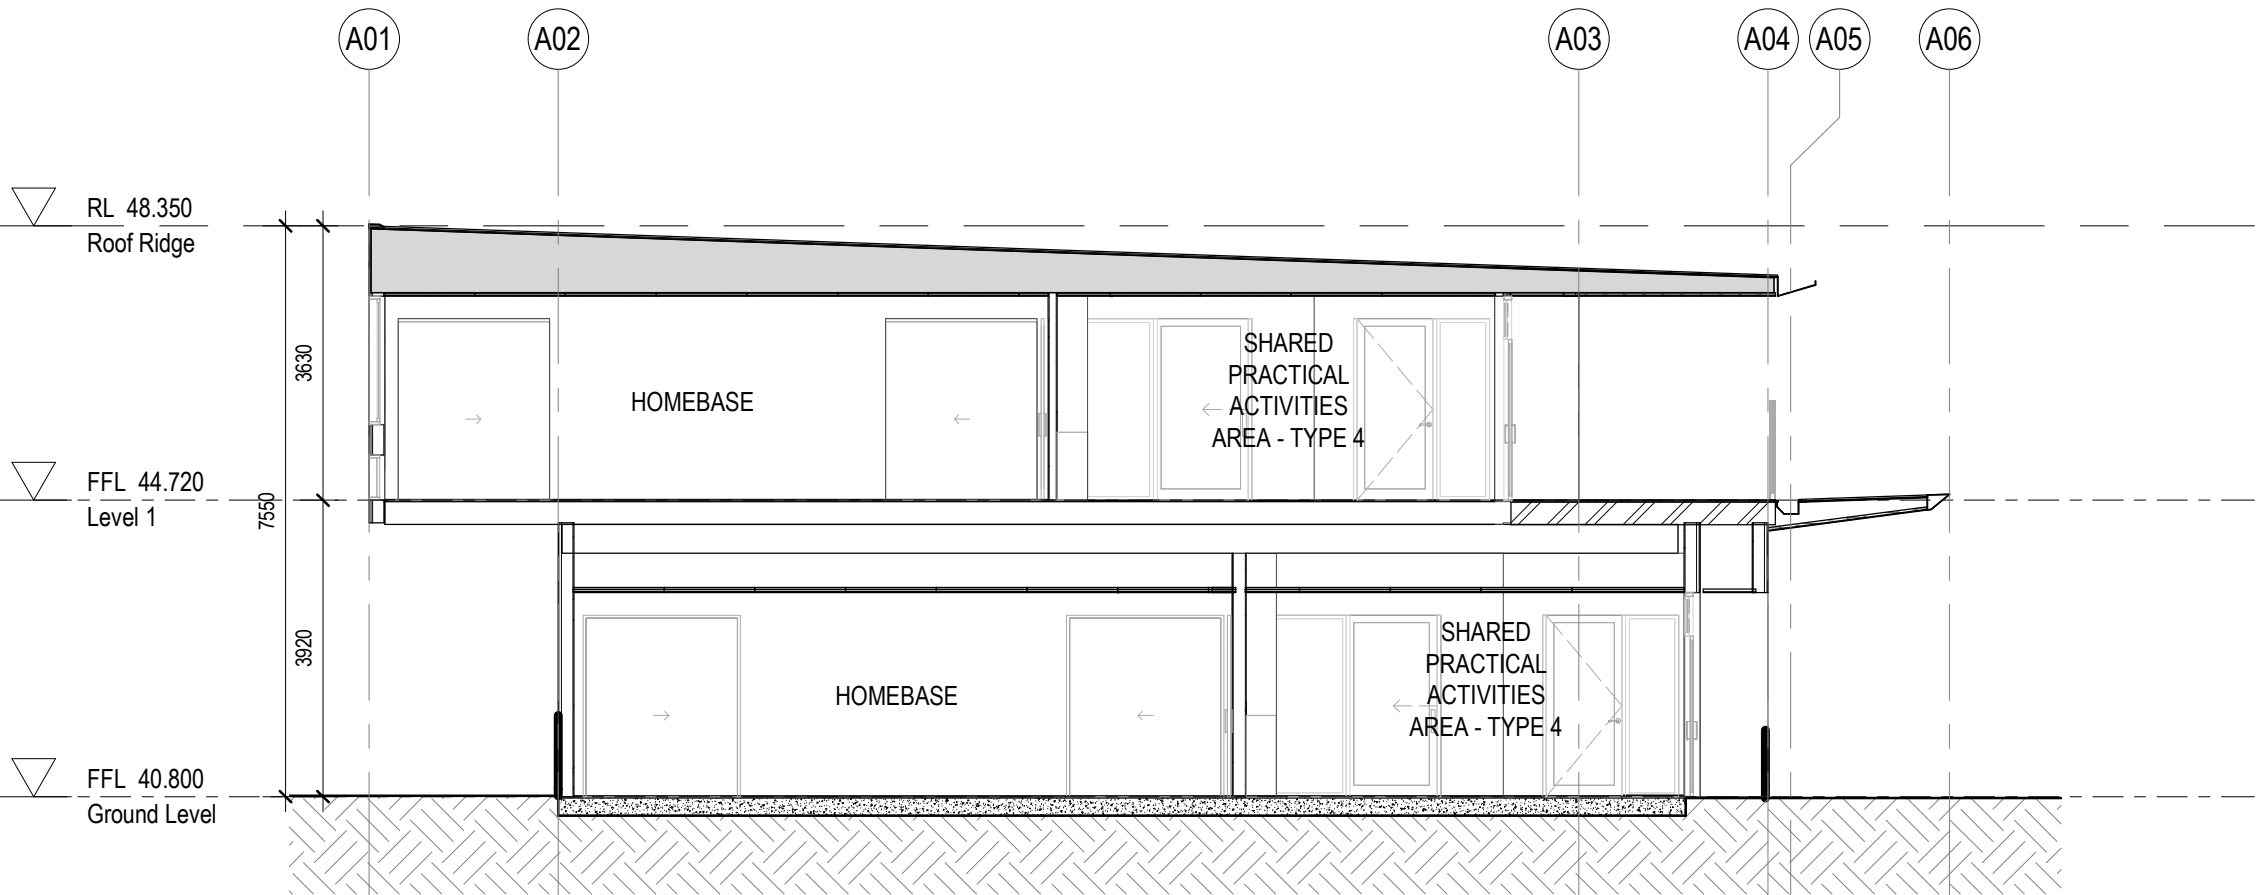 A01
A02
A03
A04
A05
A06
RL 48.350
Roof Ridge
3630
SHARED
PRACTICAL
ACTIVITIES
AREA - TYPE 4
HOMEBASE
FFL 44.720
Level 1
7550
3920
SHARED
PRACTICAL
ACTIVITIES
AREA - TYPE 4
HOMEBASE
FFL 40.800
Ground Level